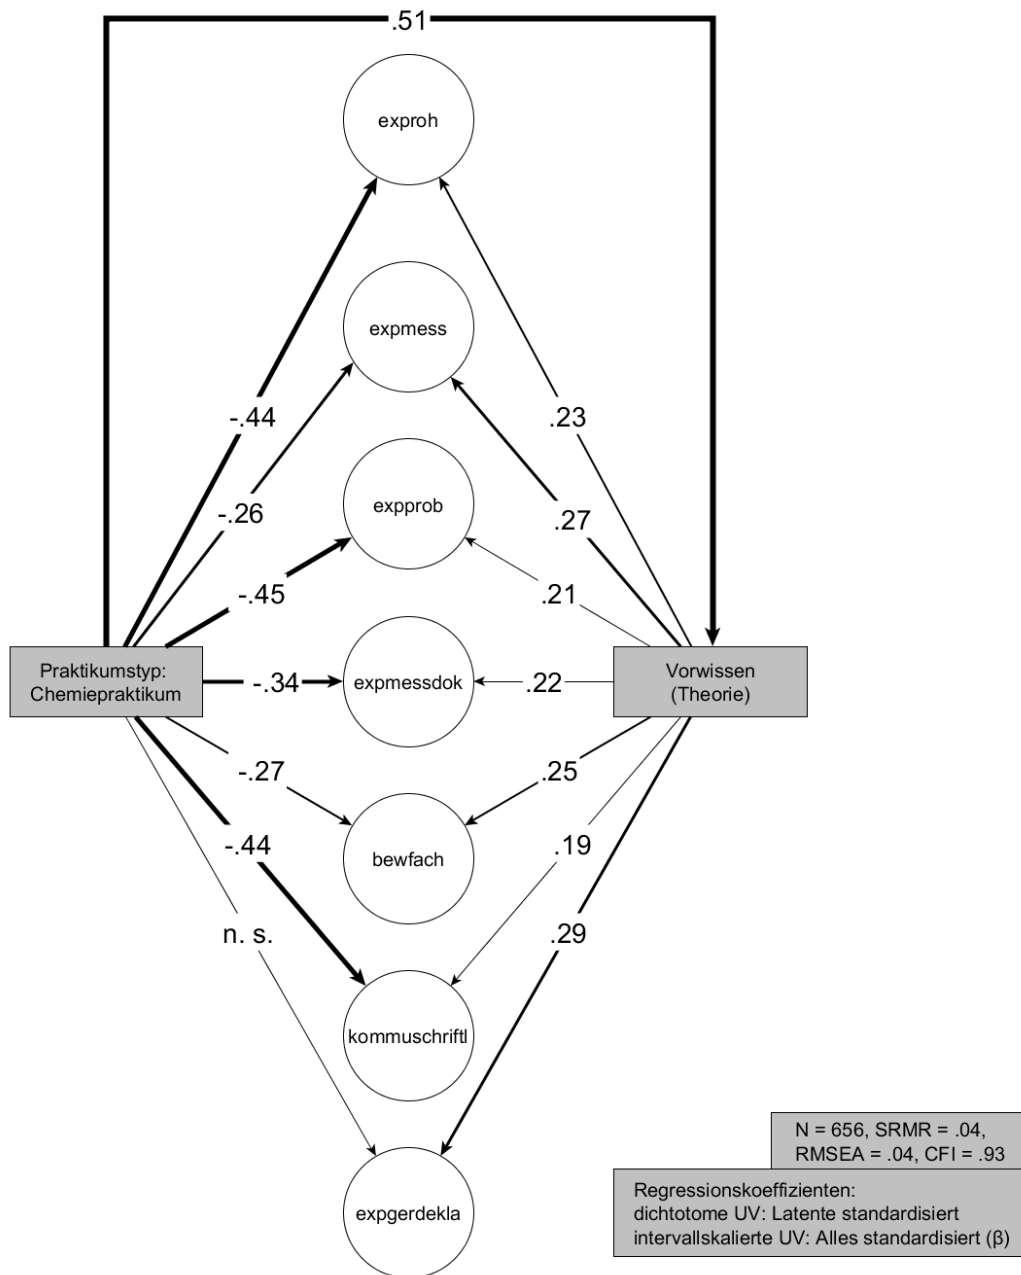 .51
exproh
expmess
-.44
.23
-.26
expprob
.27
-.45
.21
Praktikumstyp:
Chemiepraktikum
-.34
expmessdok
.22
Vorwissen
(Theorie)
-.27
.25
-.44
bewfach
.19
n. s.
.29
kommuschriftl
expgerdekla
N = 656, SRMR = .04,
RMSEA = .04, CFI = .93
Regressionskoeffizienten:
dichtotome UV: Latente standardisiert
intervallskalierte UV: Alles standardisiert (β)